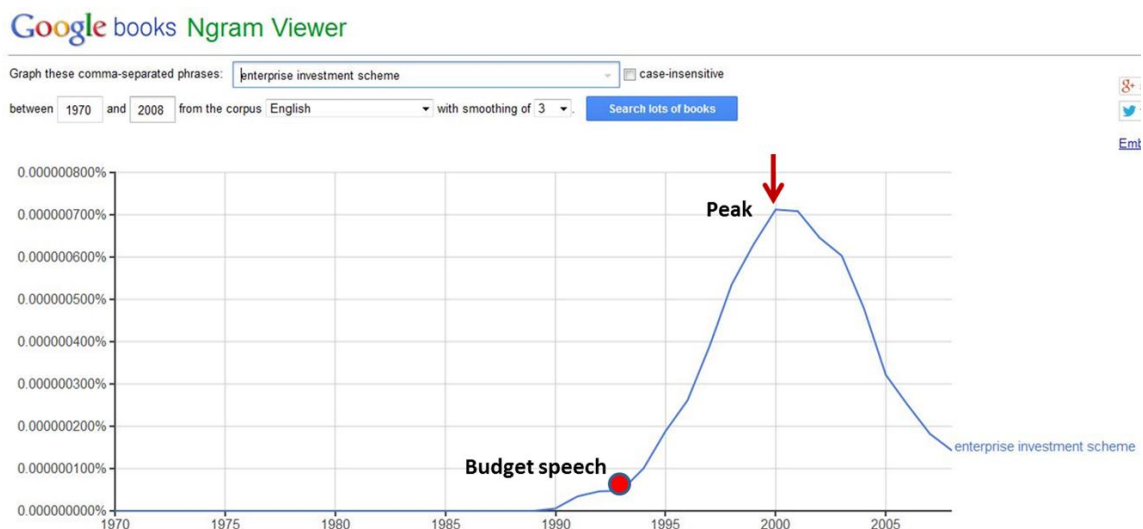 Google books Ngram Viewer
Graph these comma-separated phrases: enterprise investment scheme case-insensitive
between 1970 and 2008 from the corpus English with smoothing of 3 . Search lots of books
8+
Emb
0.000000800%
0.000000700%
0.000000600%
0.000000500%
0.000000400%
0.000000300%
0.000000200%
0.000000100%
0.000000000%
Peak
Budget speech
enterprise investment scheme
1970 1975 1980 1985 1990 1995 2000 2005